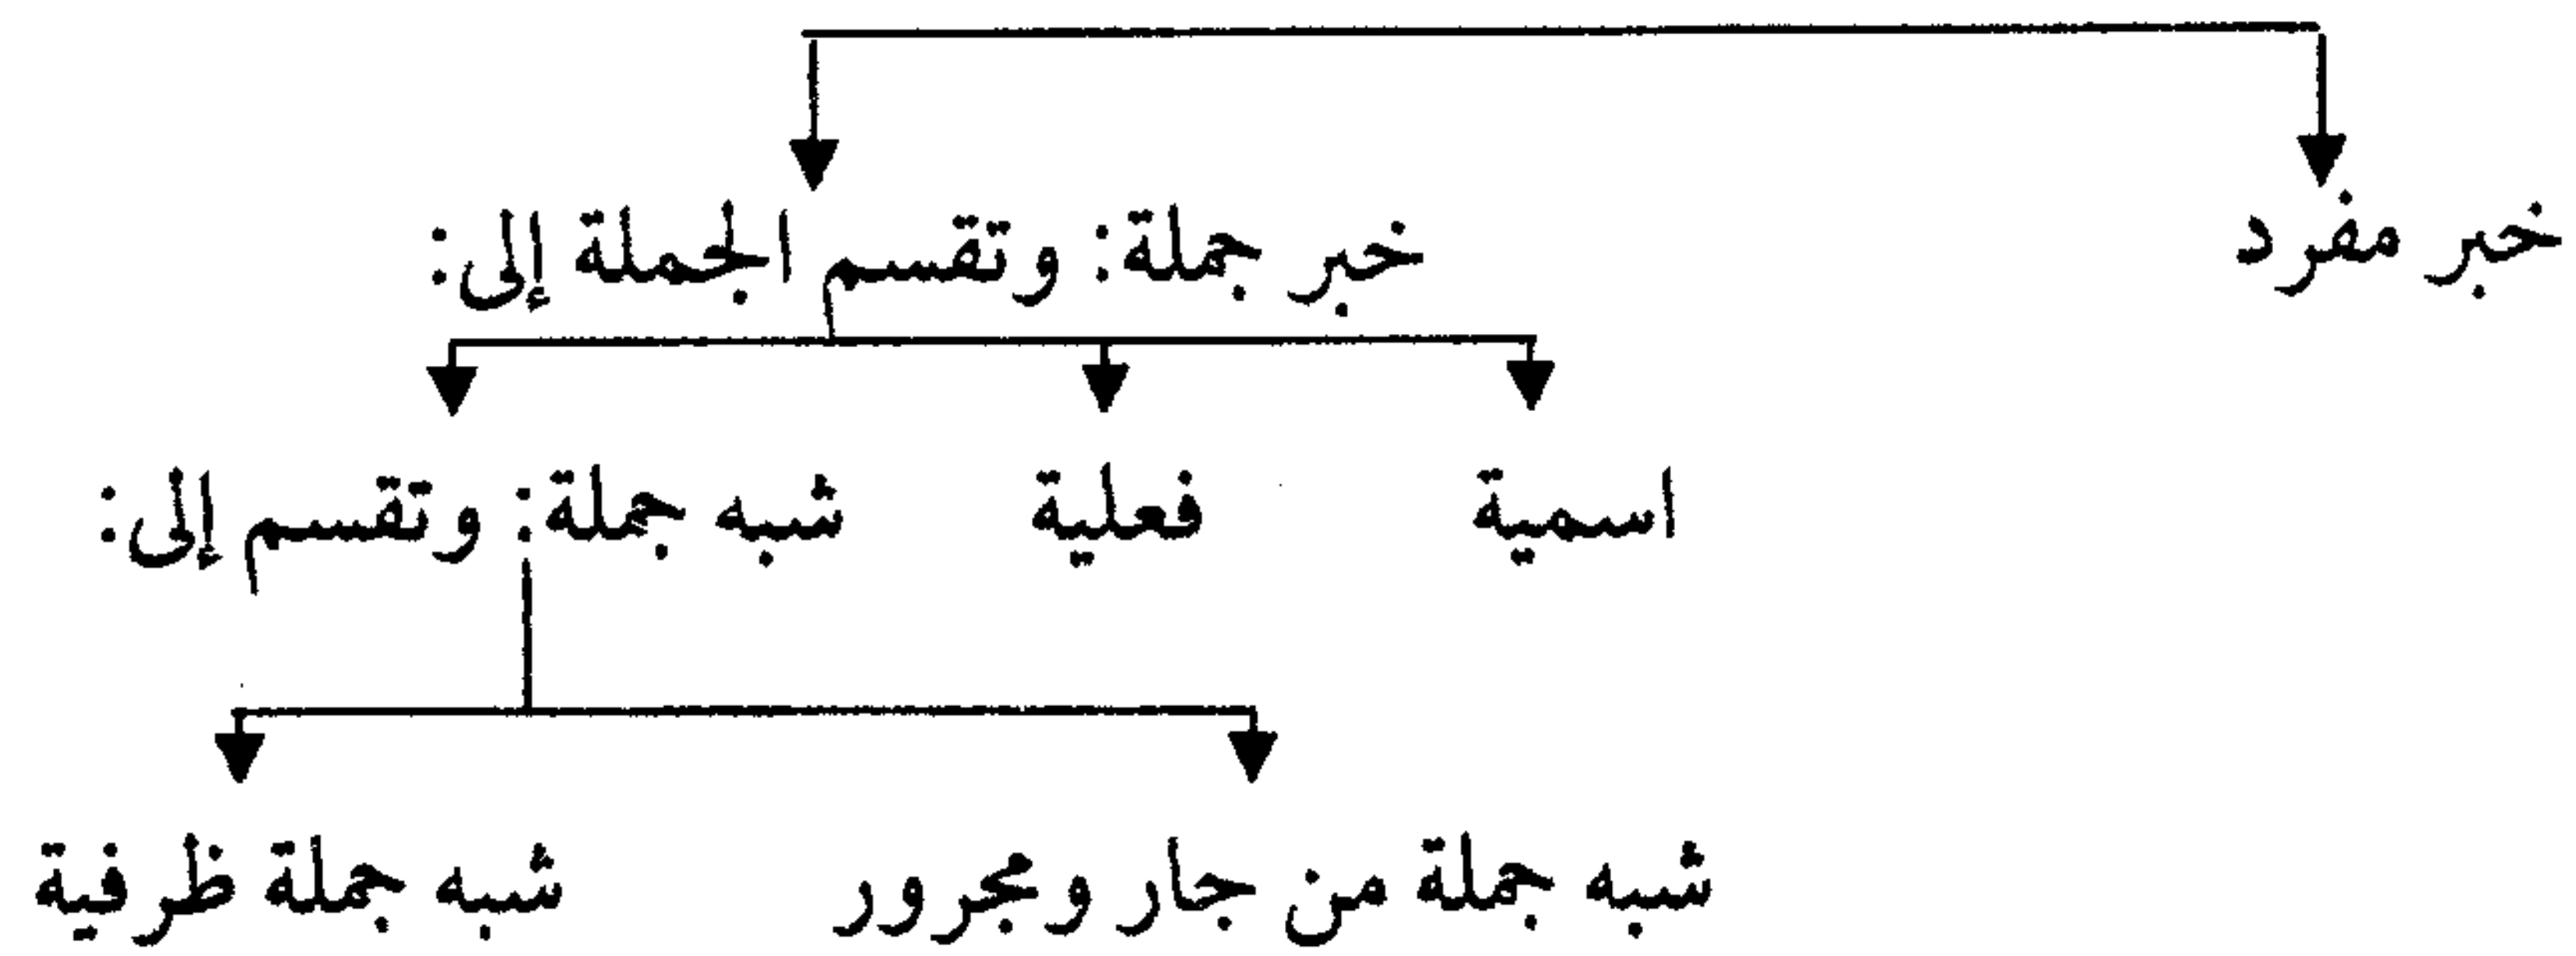 خبر مفرد خبر جملة: وتقسم الجملة إلى:
اسمية فعلية شبه جملة: وتقسم إلى:
شبه جملة من جار ومجرور شبه جملة ظرفية